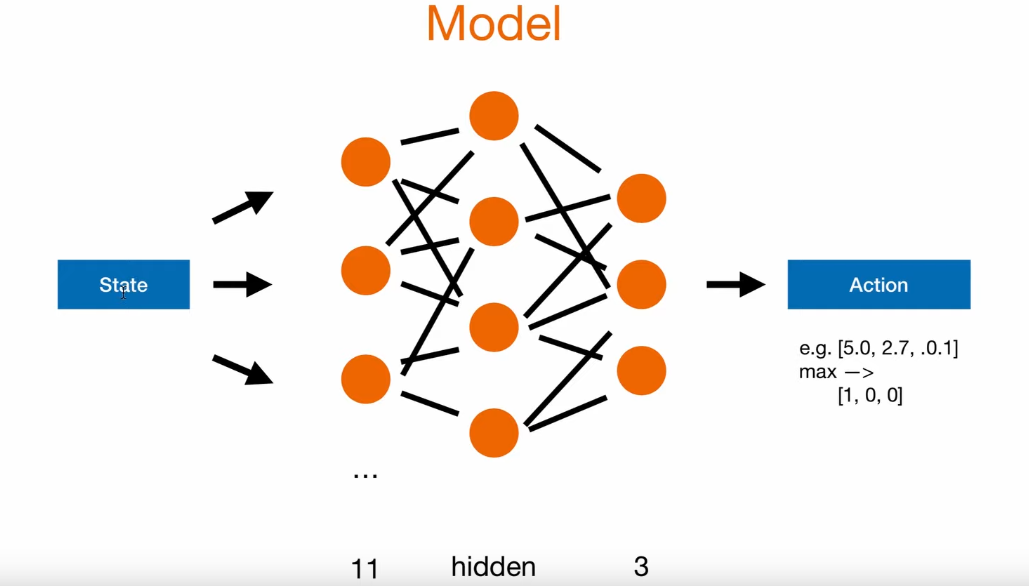 Model
State
Action
e.g. [5.0, 2.7, .0.1]
max —>
[1, 0, 0]
...
11 hidden 3